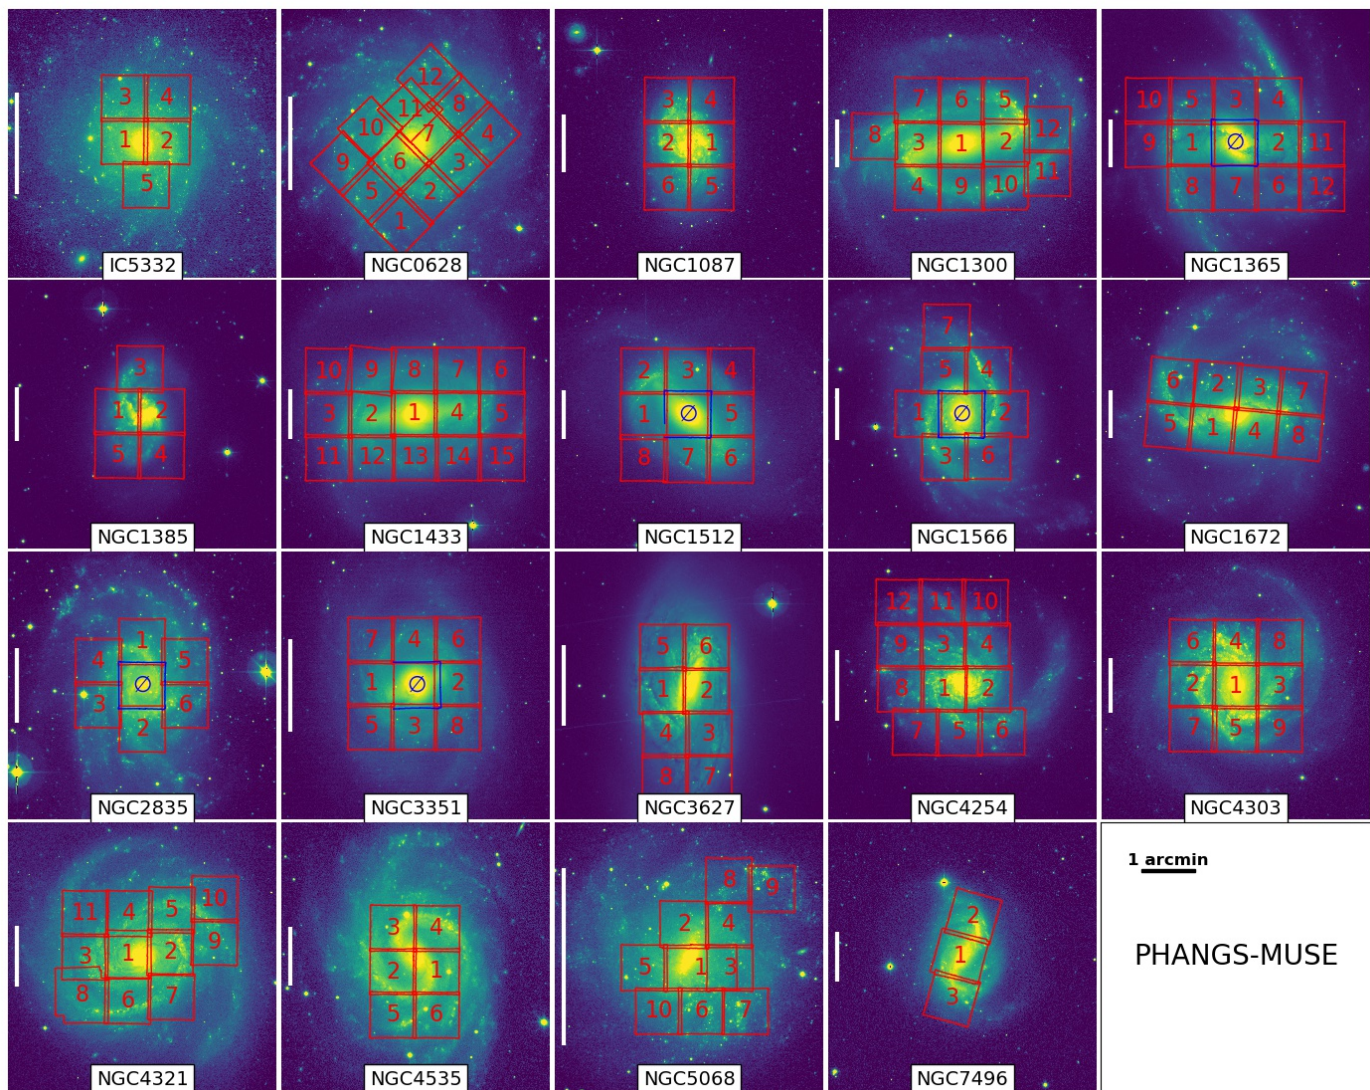 3 4
1 2
5
IC5332
12
11 8
10 7 4
9 6 3
5 2
1
NGC0628
3 4
2 1
6 5
NGC1087
7 6 5
8 3 1 2 12
4 9 10 11
NGC1300
10 5 3 4
9 1 ∅ 2 11
8 7 6 12
NGC1365
3
1 2
5 4
NGC1385
10 9 8 7 6
3 2 1 4 5
11 12 13 14 15
NGC1433
2 3 4
1 ∅ 5
8 7 6
NGC1512
7
5 4
1 ∅ 2
3 6
NGC1566
6 2 3 7
5 1 4 8
NGC1672
1
4 5
∅
3 6
2
NGC2835
7 4 6
1 ∅ 2
5 3 8
NGC3351
5 6
1 2
4 3
8 7
NGC3627
12 11 10
9 3 4
8 1 2
7 5 6
NGC4254
6 4 8
2 1 3
7 5 9
NGC4303
11 4 5 10
3 1 2 9
8 6 7
NGC4321
3 4
2 1
5 6
NGC4535
8 9
2 4
5 1 3
10 6 7
NGC5068
2
1
3
NGC7496
1 arcmin
PHANGS-MUSE